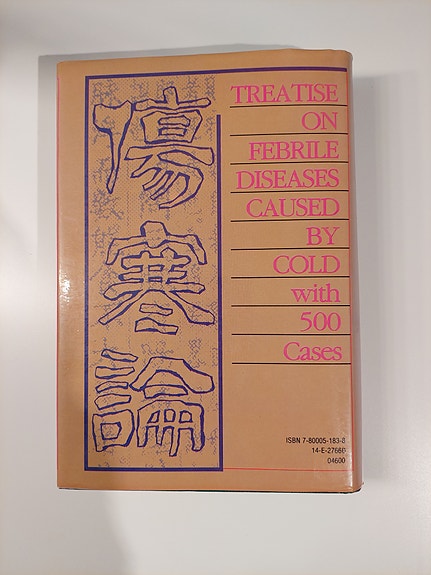 傷
寒
論
TREATISE
ON
FEBRILE
DISEASES
CAUSED
BY
COLD
with
500
Cases
ISBN 7-80005-183-8
14-E-2766
04600